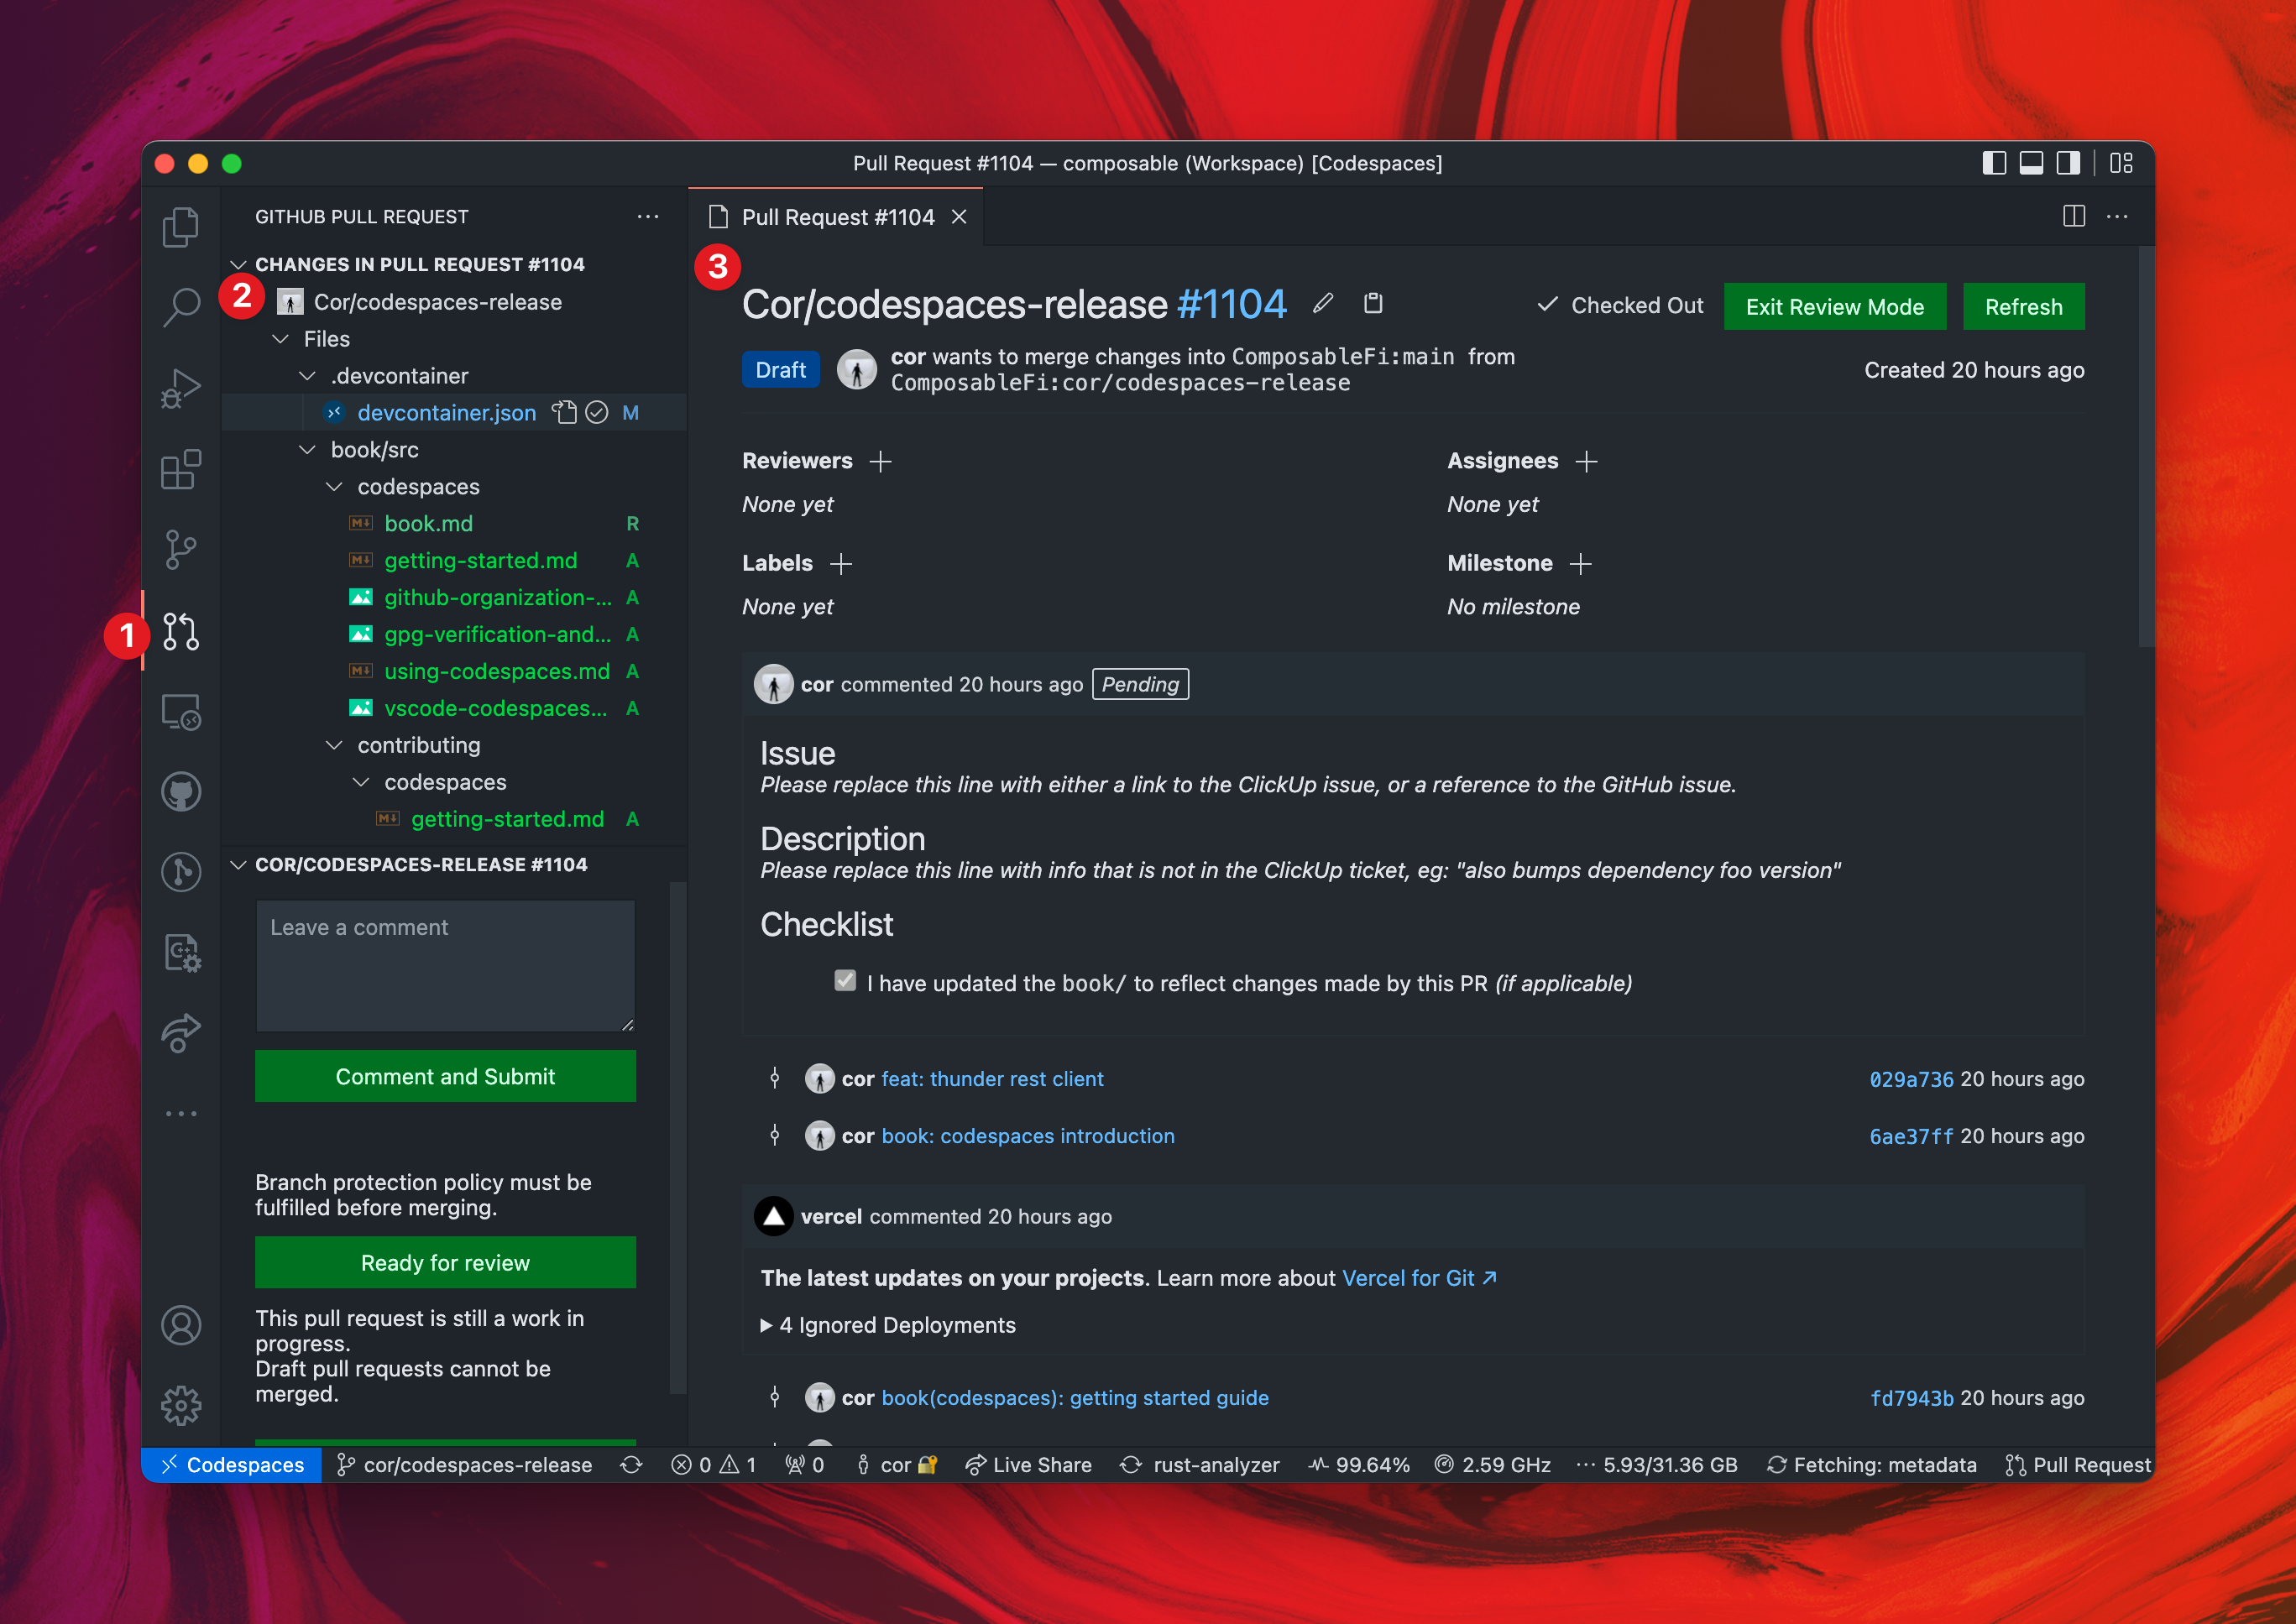 Pull Request #1104 — composable (Workspace) [Codespaces]
GITHUB PULL REQUEST
CHANGES IN PULL REQUEST #1104
2
Cor/codespaces-release
Files
.devcontainer
devcontainer.json M
book/src
codespaces
book.md R
getting-started.md A
github-organization-... A
1
gpg-verification-and... A
using-codespaces.md A
vscode-codespaces... A
contributing
codespaces
getting-started.md A
COR/CODESPACES-RELEASE #1104
Leave a comment
Comment and Submit
Branch protection policy must be
fulfilled before merging.
Ready for review
This pull request is still a work in
progress.
Draft pull requests cannot be
merged.
Pull Request #1104
3
Cor/codespaces-release #1104
Checked Out
Exit Review Mode
Refresh
Draft
cor wants to merge changes into ComposableFi:main from
ComposableFi:cor/codespaces-release
Created 20 hours ago
Reviewers
None yet
Assignees
None yet
Labels
None yet
Milestone
No milestone
cor commented 20 hours ago Pending
Issue
Please replace this line with either a link to the ClickUp issue, or a reference to the GitHub issue.
Description
Please replace this line with info that is not in the ClickUp ticket, eg: "also bumps dependency foo version"
Checklist
I have updated the book/ to reflect changes made by this PR (if applicable)
cor feat: thunder rest client 029a736 20 hours ago
cor book: codespaces introduction 6ae37ff 20 hours ago
vercel commented 20 hours ago
The latest updates on your projects. Learn more about Vercel for Git ↗
▶ 4 Ignored Deployments
cor book(codespaces): getting started guide fd7943b 20 hours ago
Codespaces cor/codespaces-release 0 1 0 cor 🔐 Live Share rust-analyzer 99.64% 2.59 GHz ··· 5.93/31.36 GB Fetching: metadata Pull Request